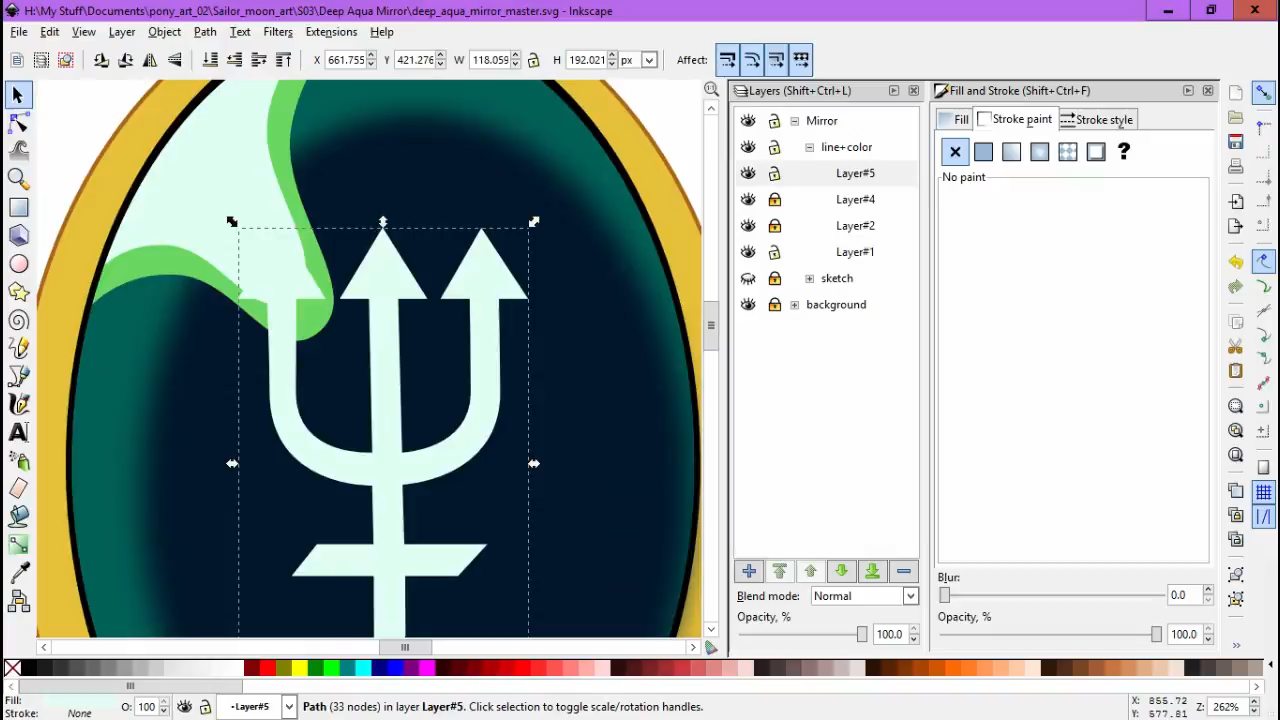 H:\My Stuff\Documents\pony_art_02\Sailor_moon_art\S03\Deep Aqua Mirror\deep_aqua_mirror_master.svg - Inkscape
File Edit View Layer Object Path Text Filters Extensions Help
X 661.755 Y 421.276 W 118.059 H 192.021 px Affect:
Layers (Shift+Ctrl+L)
Mirror
line+color
Layer#5
Layer#4
Layer#2
Layer#1
sketch
background
Blend mode: Normal
Opacity, %
100.0
Fill and Stroke (Shift+Ctrl+F)
Fill Stroke paint Stroke style
?
No paint
Blur:
0.0
Opacity, %
100.0
Fill:
Stroke: None
O: 100
-Layer#5
Path (33 nodes) in layer Layer#5. Click selection to toggle scale/rotation handles.
X: 855.72
Y: 577.81
Z: 262%